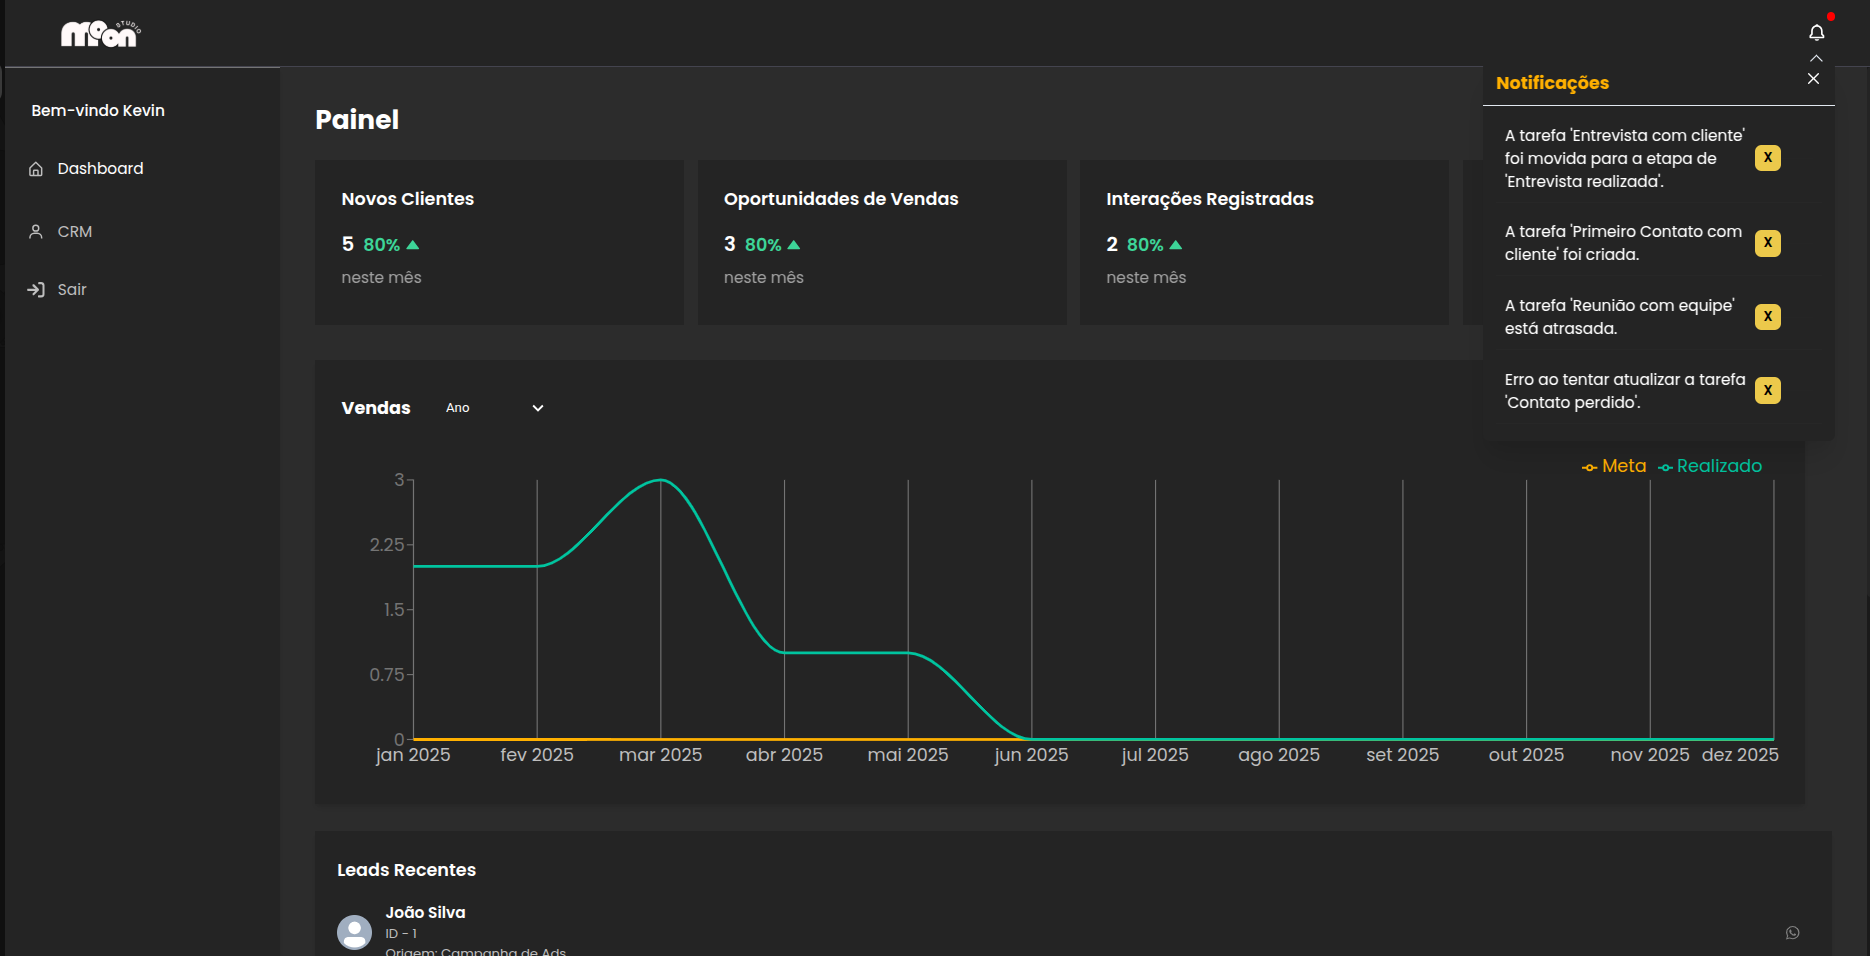 moon STUDIO
Bem-vindo Kevin
Dashboard
CRM
Sair
Painel
Novos Clientes
5 80%
neste mês
Oportunidades de Vendas
3 80%
neste mês
Interações Registradas
2 80%
neste mês
Notificações
A tarefa 'Entrevista com cliente'
foi movida para a etapa de
'Entrevista realizada'.
X
A tarefa 'Primeiro Contato com
cliente' foi criada.
X
A tarefa 'Reunião com equipe'
está atrasada.
X
Erro ao tentar atualizar a tarefa
'Contato perdido'.
X
Vendas Ano
Meta Realizado
3
2.25
1.5
0.75
0
jan 2025 fev 2025 mar 2025 abr 2025 mai 2025 jun 2025 jul 2025 ago 2025 set 2025 out 2025 nov 2025 dez 2025
Leads Recentes
João Silva
ID - 1
Origem: Campanha de Ads